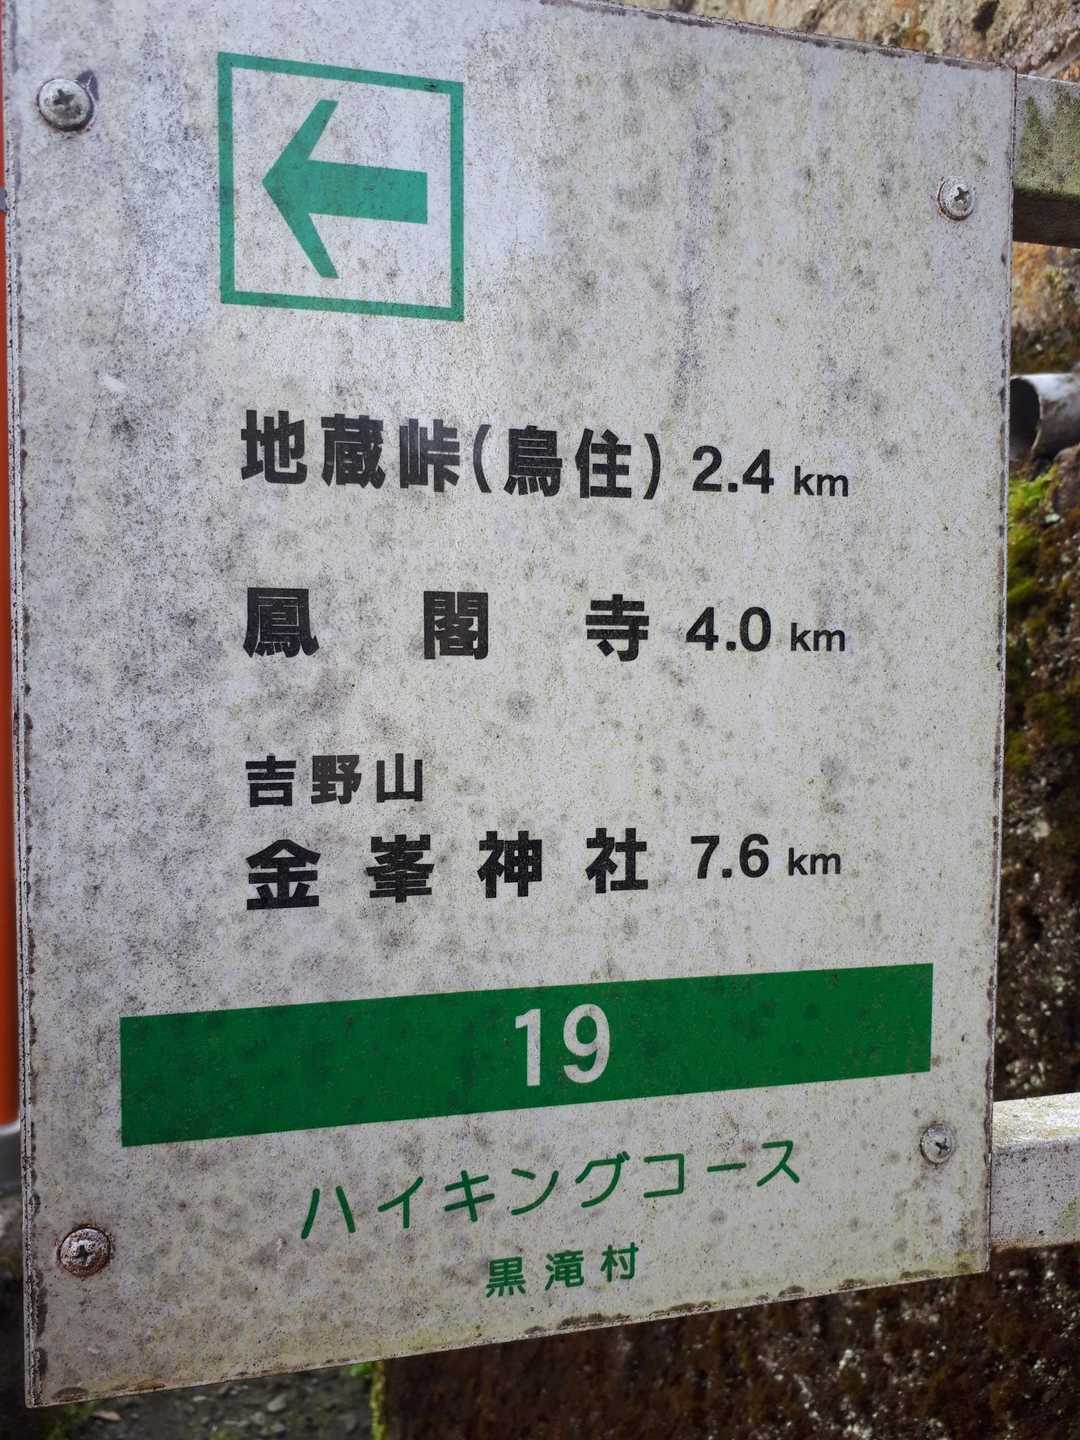 地蔵峠(鳥住) 2.4 km
鳳閣寺 4.0 km
吉野山
金峯神社 7.6 km
19
ハイキングコース
黒滝村